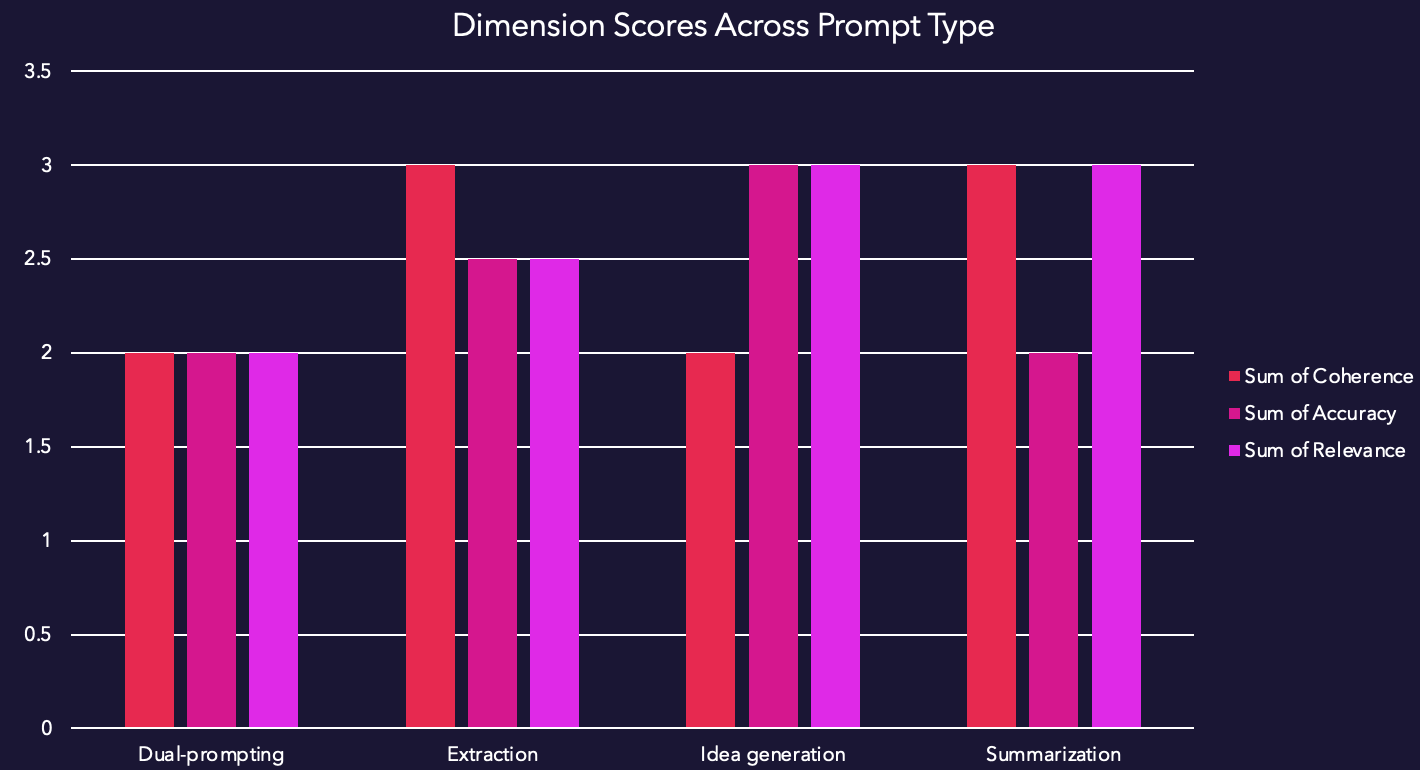 Dimension Scores Across Prompt Type
3.5
3
2.5
2
1.5
1
0.5
0
Dual-prompting
Extraction
Idea generation
Summarization
Sum of Coherence
Sum of Accuracy
Sum of Relevance